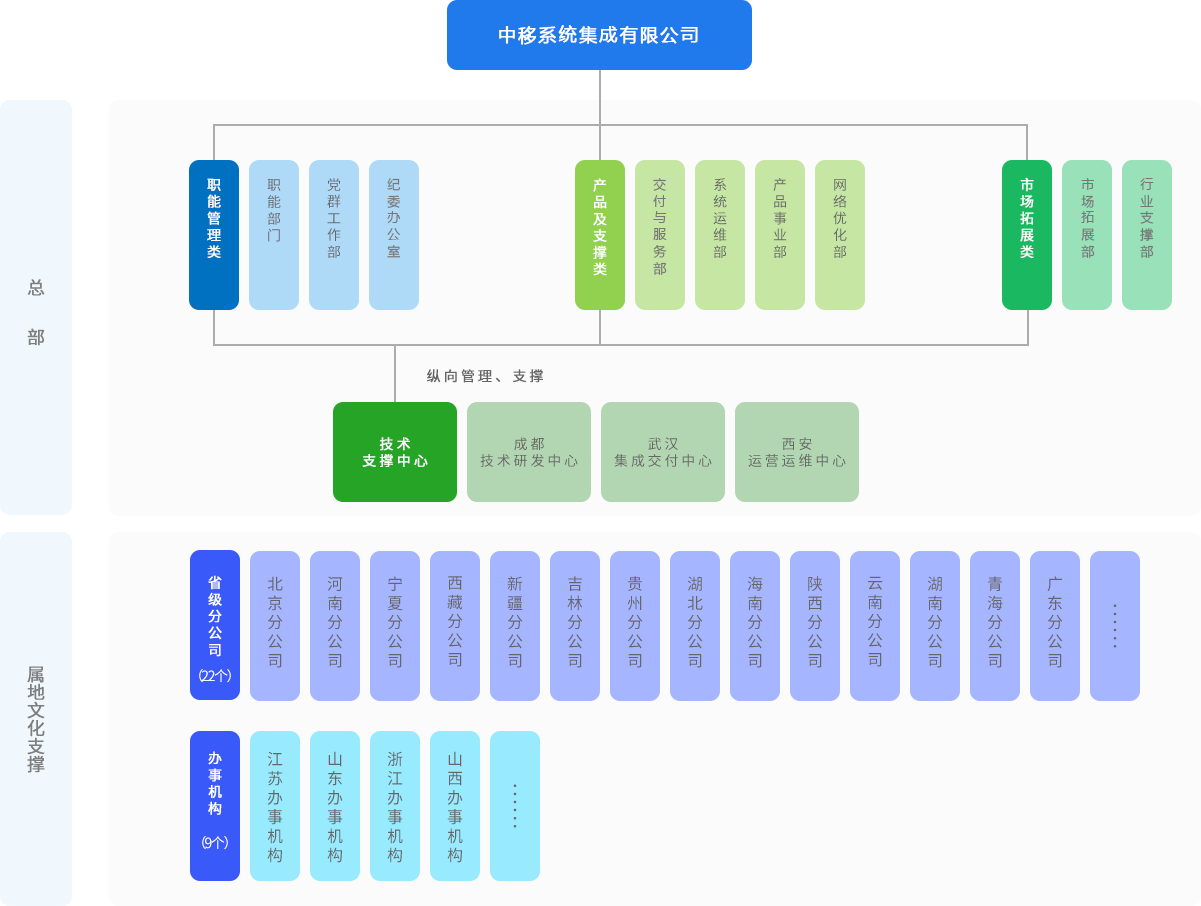 中移系统集成有限公司
总部
职能管理类
职能部门
党群工作部
纪委办公室
产品及支撑类
交付与服务部
系统运维部
产品事业部
网络优化部
市场拓展类
市场拓展部
行业支撑部
纵向管理、支撑
技术
支撑中心
成都
技术研发中心
武汉
集成交付中心
西安
运营运维中心
属地文化支撑
省级分公司
(22个)
北京分公司
河南分公司
宁夏分公司
西藏分公司
新疆分公司
吉林分公司
贵州分公司
湖北分公司
海南分公司
陕西分公司
云南分公司
湖南分公司
青海分公司
广东分公司
······
办事机构
(9个)
江苏办事机构
山东办事机构
浙江办事机构
山西办事机构
······